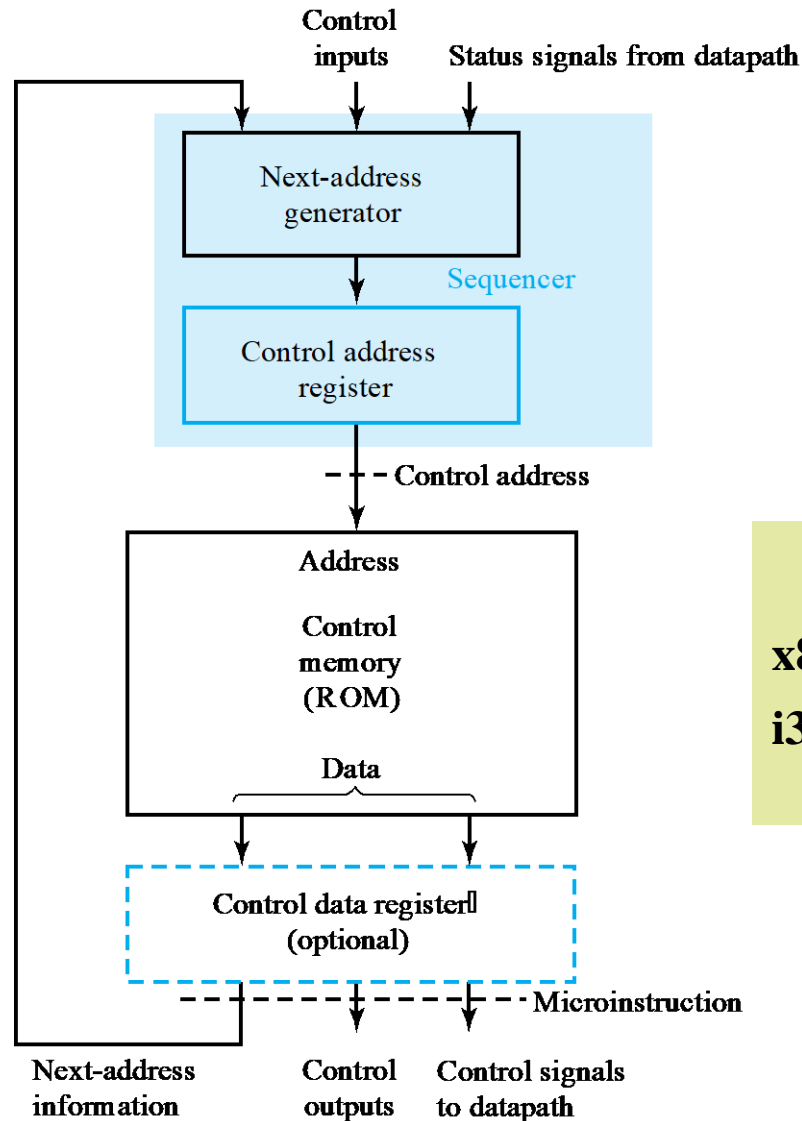 Control
inputs
Status signals from datapath
Next-address
generator
Sequencer
Control address
register
Control address
Address
Control
memory
(ROM)
Data
Control data register
(optional)
Microinstruction
Next-address
information
Control
outputs
Control signals
to datapath